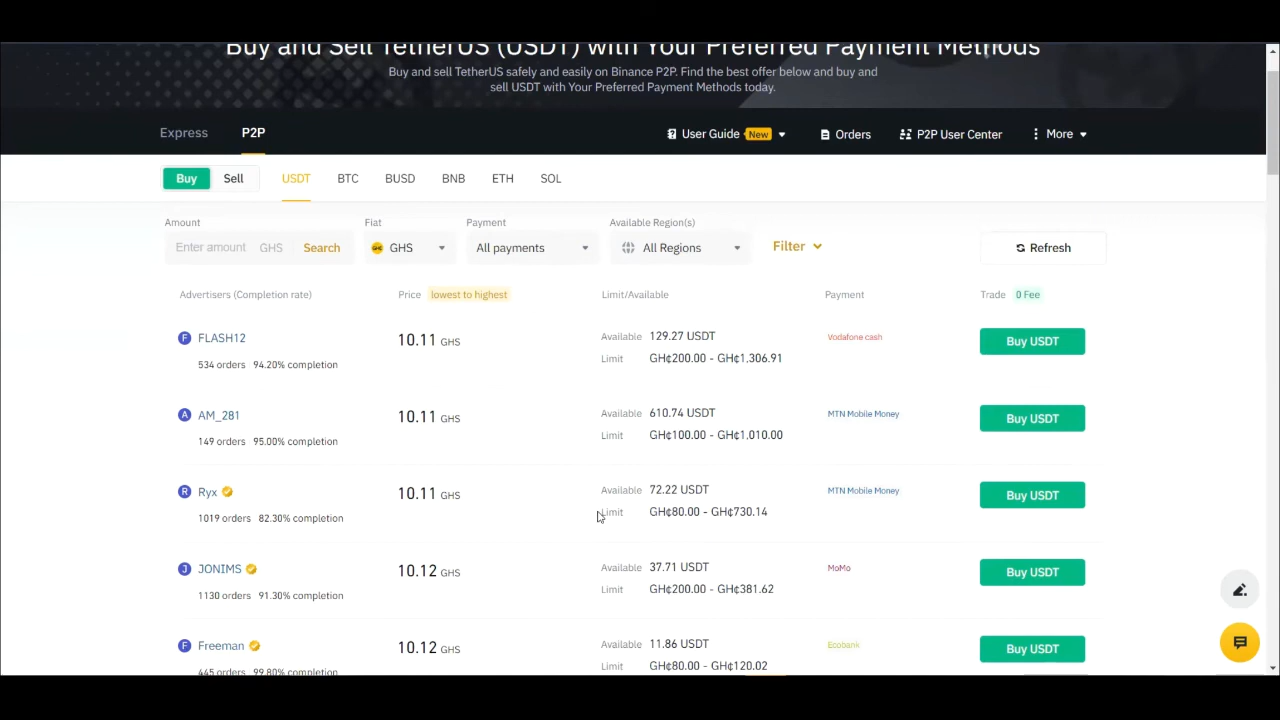 Buy and Sell TetherUS (USDT) with Your Preferred Payment Methods
Buy and sell TetherUS safely and easily on Binance P2P. Find the best offer below and buy and
sell USDT with Your Preferred Payment Methods today.
Express P2P User Guide New Orders P2P User Center More
Buy Sell USDT BTC BUSD BNB ETH SOL
Amount Fiat Payment Available Region(s)
Enter amount GHS Search GHS GHS All payments All Regions Filter Refresh
Advertisers (Completion rate) Price lowest to highest Limit/Available Payment Trade 0 Fee
F FLASH12 10.11 GHS Available 129.27 USDT Vodafone cash Buy USDT
534 orders 94.20% completion Limit GH₵200.00 - GH₵1,306.91
A AM_281 10.11 GHS Available 610.74 USDT MTN Mobile Money Buy USDT
149 orders 95.00% completion Limit GH₵100.00 - GH₵1,010.00
R Ryx 10.11 GHS Available 72.22 USDT MTN Mobile Money Buy USDT
1019 orders 82.30% completion Limit GH₵80.00 - GH₵730.14
J JONIMS 10.12 GHS Available 37.71 USDT MoMo Buy USDT
1130 orders 91.30% completion Limit GH₵200.00 - GH₵381.62
F Freeman 10.12 GHS Available 11.86 USDT Ecobank Buy USDT
445 orders 99.80% completion Limit GH₵80.00 - GH₵120.02